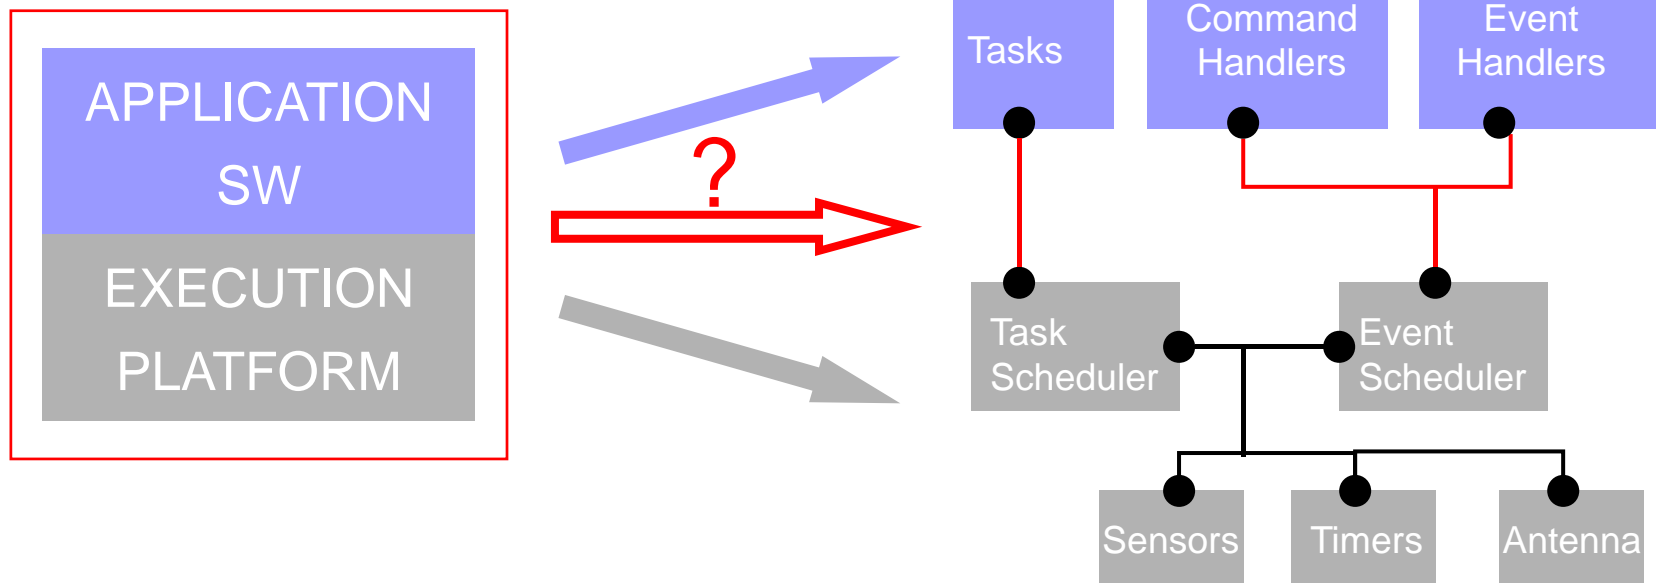 APPLICATION
SW
EXECUTION
PLATFORM
?
Tasks
Command
Handlers
Event
Handlers
Task
Scheduler
Event
Scheduler
Sensors
Timers
Antenna